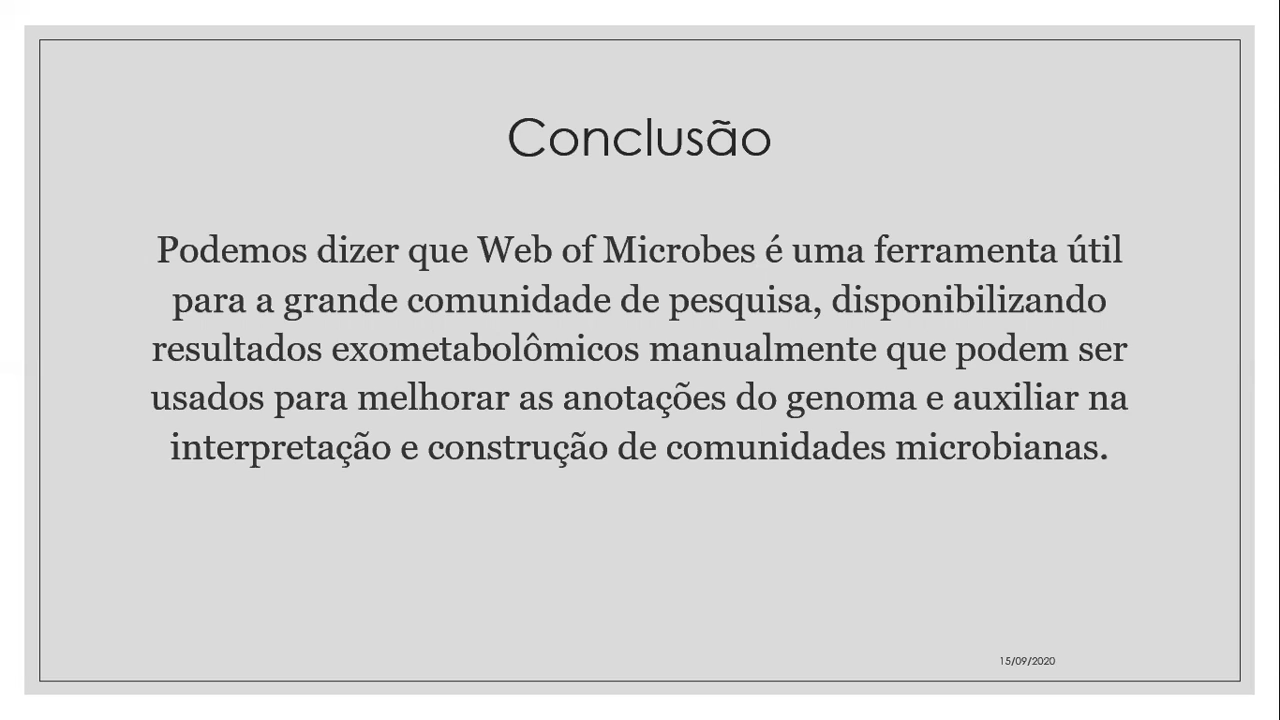 Conclusão
Podemos dizer que Web of Microbes é uma ferramenta útil
para a grande comunidade de pesquisa, disponibilizando
resultados exometabolômicos manualmente que podem ser
usados para melhorar as anotações do genoma e auxiliar na
interpretação e construção de comunidades microbianas.
15/09/2020